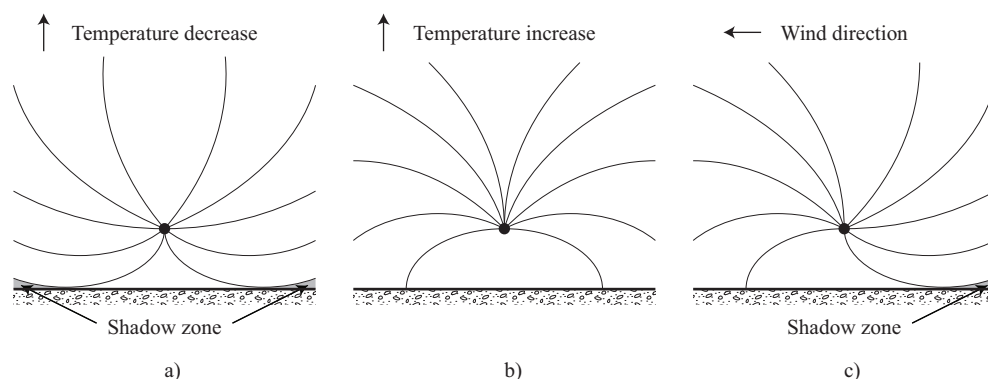 Temperature decrease
Temperature increase
Wind direction
Shadow zone
Shadow zone
a)
b)
c)